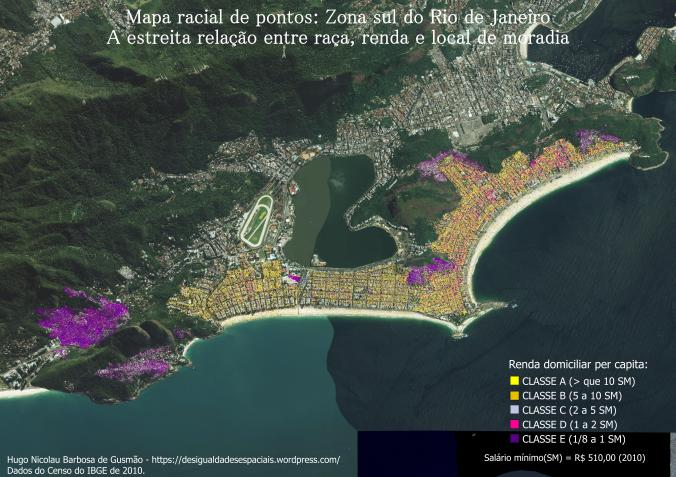 Mapa racial de pontos: Zona sul do Rio de Janeiro
A estreita relação entre raça, renda e local de moradia
Renda domiciliar per capita:
CLASSE A (> que 10 SM)
CLASSE B (5 a 10 SM)
CLASSE C (2 a 5 SM)
CLASSE D (1 a 2 SM)
CLASSE E (1/8 a 1 SM)
Salário mínimo(SM) = R$ 510,00 (2010)
Hugo Nicolau Barbosa de Gusmão - https://desigualdadesespaciais.wordpress.com/
Dados do Censo do IBGE de 2010.